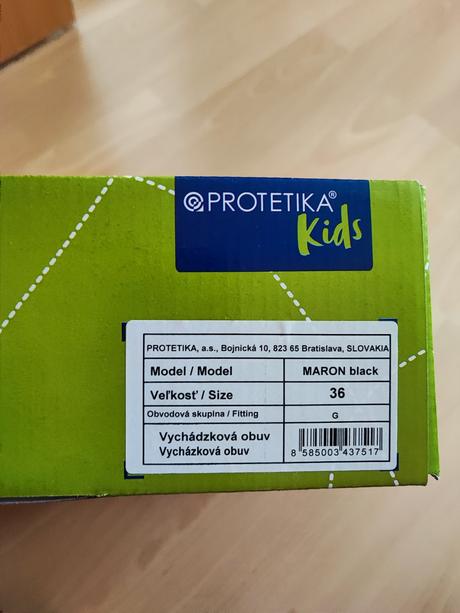 PROTETIKA®
Kids
PROTETIKA, a.s., Bojnická 10, 823 65 Bratislava, SLOVAKIA
Model / Model MARON black
Veľkosť / Size 36
Obvodová skupina / Fitting G
Vychádzková obuv
Vycházková obuv
8 585003 437517